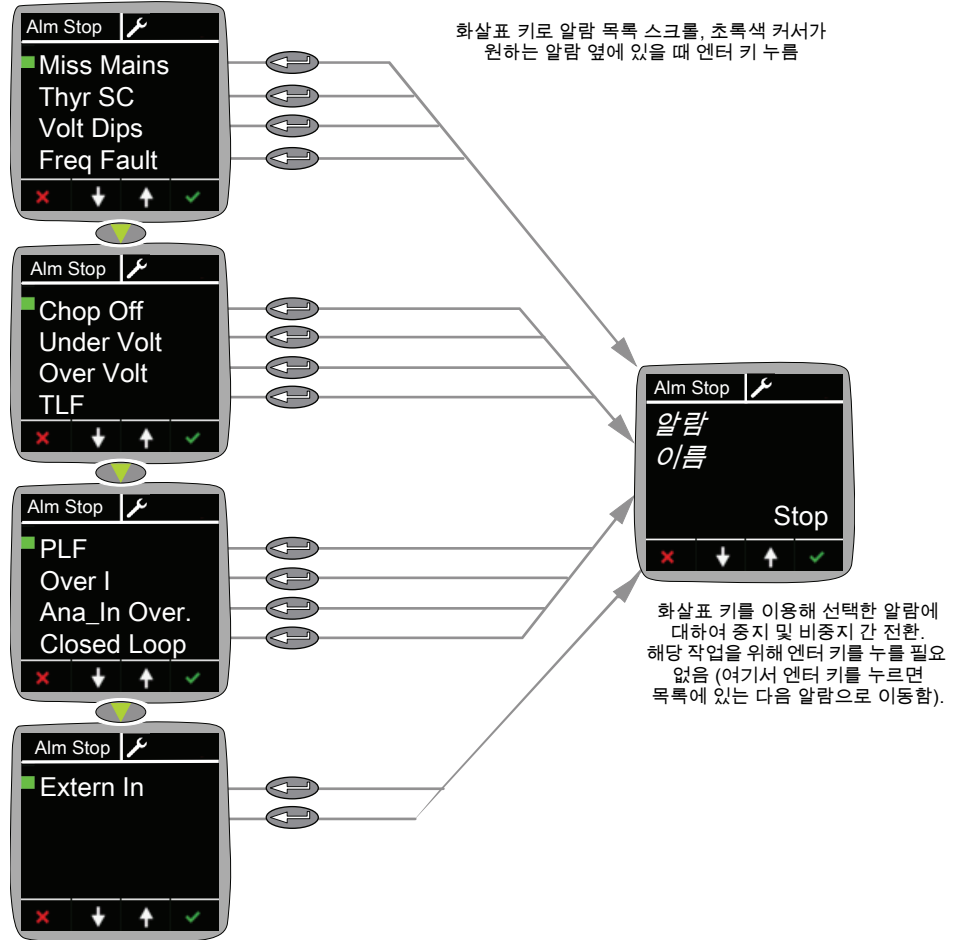 화살표 키로 알람 목록 스크롤, 초록색 커서가
원하는 알람 옆에 있을 때 엔터 키 누름
Alm Stop
Miss Mains
Thyr SC
Volt Dips
Freq Fault
Alm Stop
Chop Off
Under Volt
Over Volt
TLF
Alm Stop
PLF
Over I
Ana_In Over.
Closed Loop
Alm Stop
Extern In
Alm Stop
알람
이름
Stop
화살표 키를 이용해 선택한 알람에
대하여 중지 및 비중지 간 전환.
해당 작업을 위해 엔터 키를 누를 필요
없음 (여기서 엔터 키를 누르면
목록에 있는 다음 알람으로 이동함).